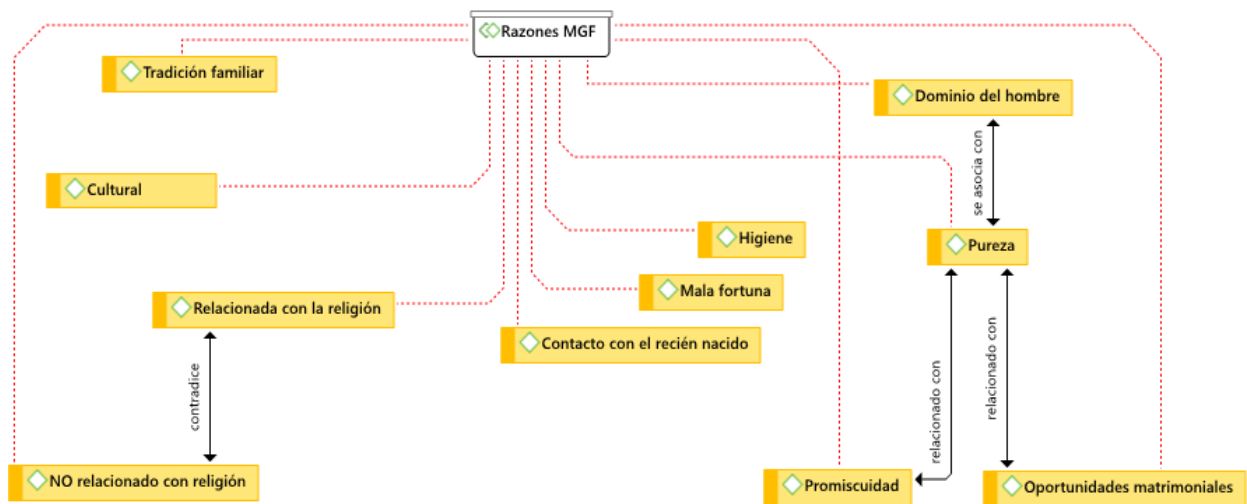 Razones MGF
Tradición familiar
Dominio del hombre
se asocia con
Cultural
Higiene
Pureza
Mala fortuna
Relacionada con la religión
Contacto con el recién nacido
contradice
relacionado con
relacionado con
NO relacionado con religión
Promiscuidad
Oportunidades matrimoniales